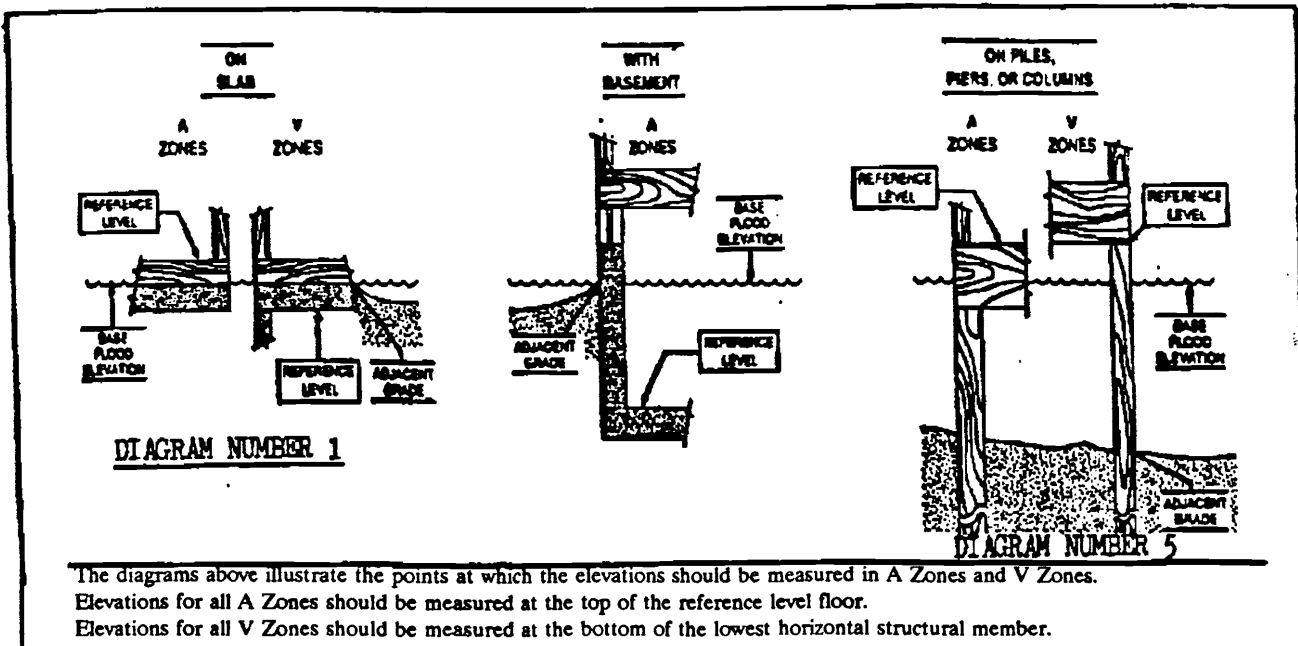 ON
SLAB
A
ZONES
V
ZONES
REFERENCE
LEVEL
BASE
FLOOD
ELEVATION
REFERENCE
LEVEL
ADJACENT
GRADE
DIAGRAM NUMBER 1
WITH
BASEMENT
A
ZONES
BASE
FLOOD
ELEVATION
ADJACENT
GRADE
REFERENCE
LEVEL
ON PILES,
PIERS, OR COLUMNS
A
ZONES
V
ZONES
REFERENCE
LEVEL
REFERENCE
LEVEL
BASE
FLOOD
ELEVATION
ADJACENT
GRADE
DIAGRAM NUMBER 5
The diagrams above illustrate the points at which the elevations should be measured in A Zones and V Zones.
Elevations for all A Zones should be measured at the top of the reference level floor.
Elevations for all V Zones should be measured at the bottom of the lowest horizontal structural member.